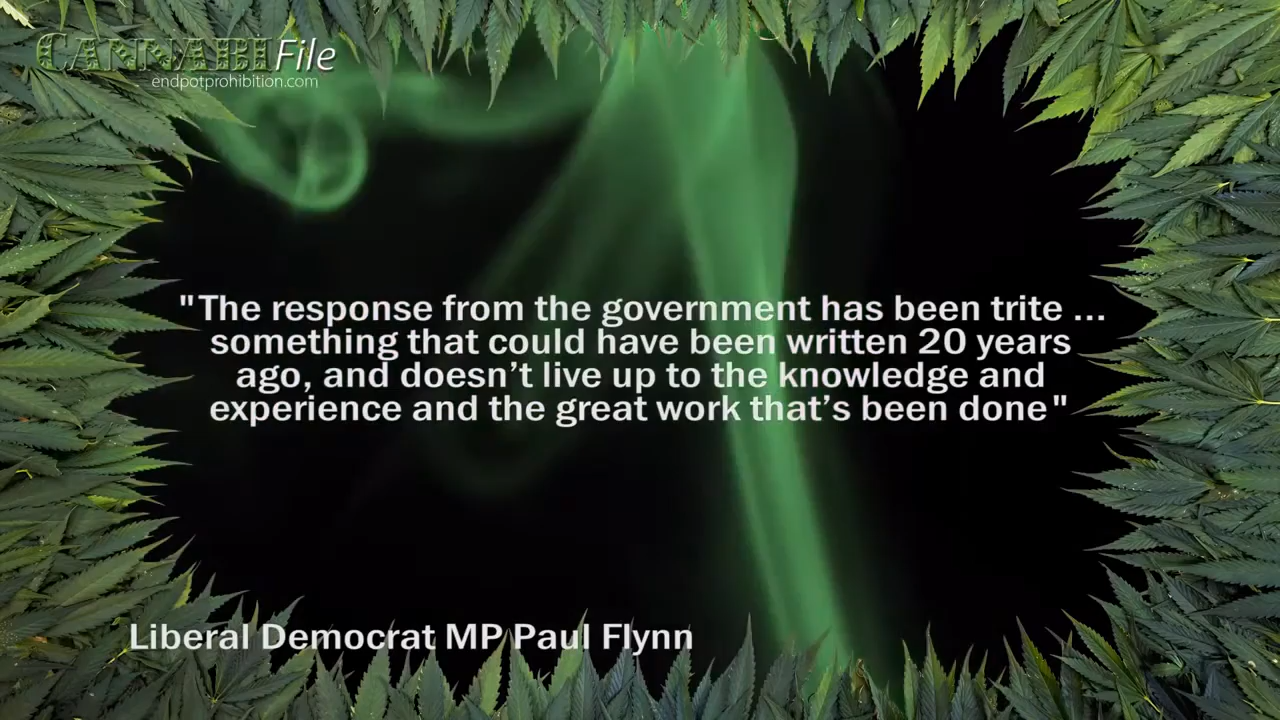 CANNABIFile
endpotprohibition.com
"The response from the government has been trite ...
something that could have been written 20 years
ago, and doesn’t live up to the knowledge and
experience and the great work that’s been done"
Liberal Democrat MP Paul Flynn